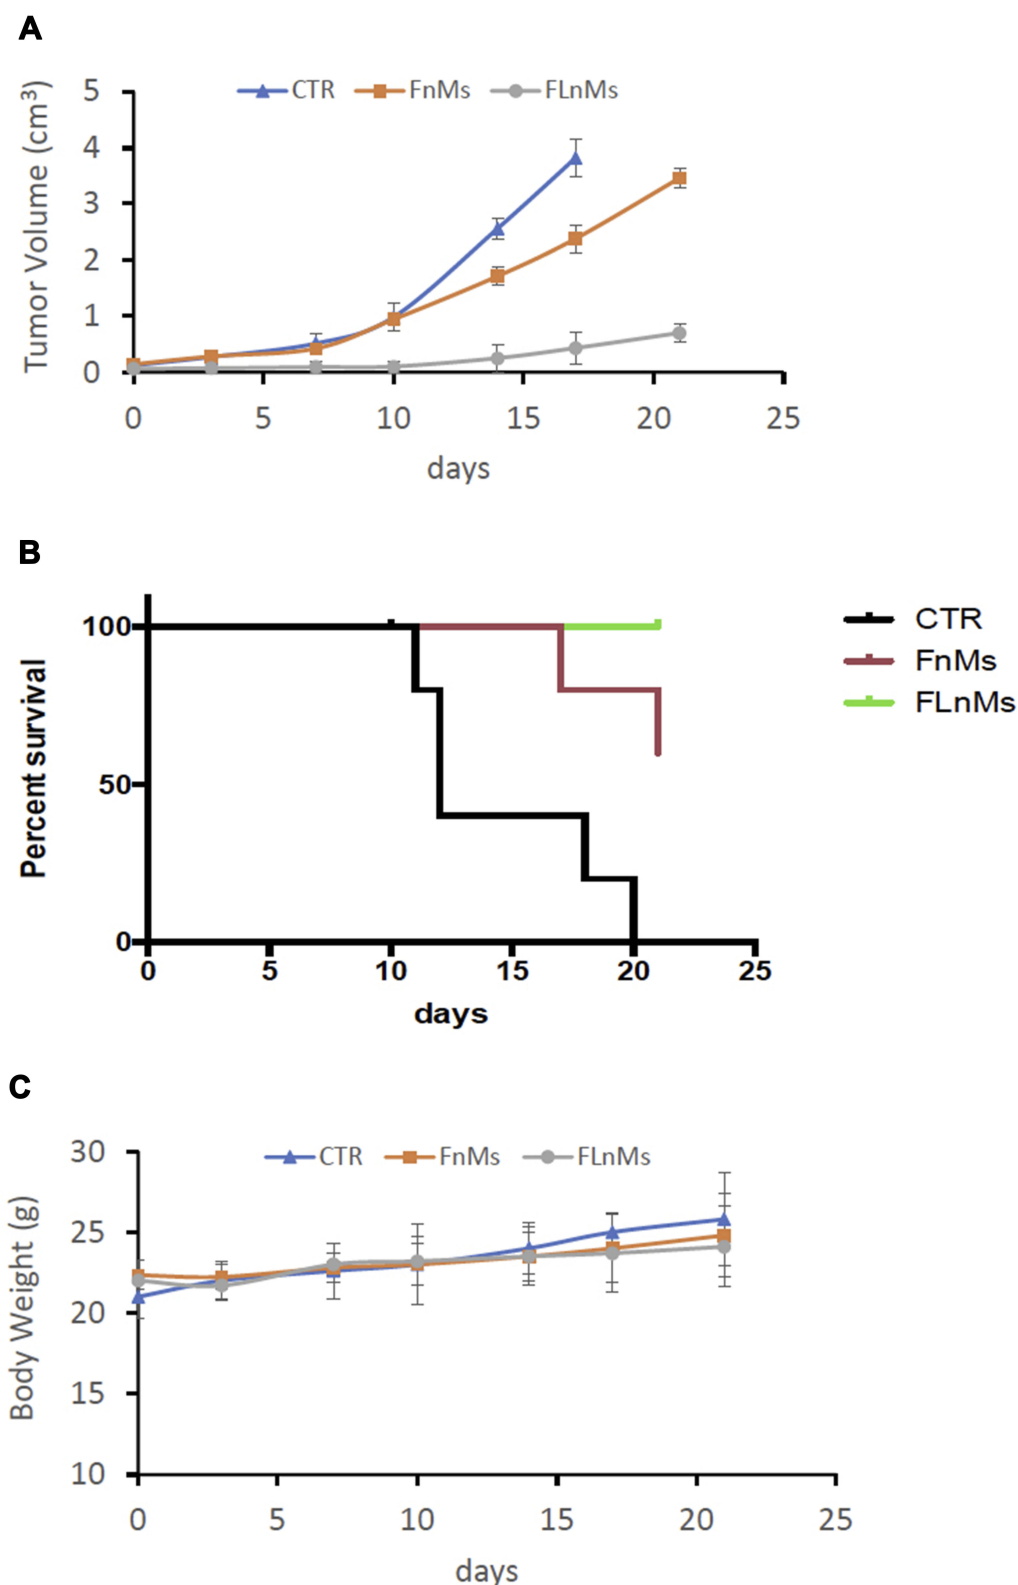 A
CTR FnMs FLnMs
Tumor Volume (cm³)
5
4
3
2
1
0
0 5 10 15 20 25
days
B
CTR
FnMs
FLnMs
Percent survival
100
50
0
0 5 10 15 20 25
days
C
CTR FnMs FLnMs
Body Weight (g)
30
25
20
15
10
0 5 10 15 20 25
days